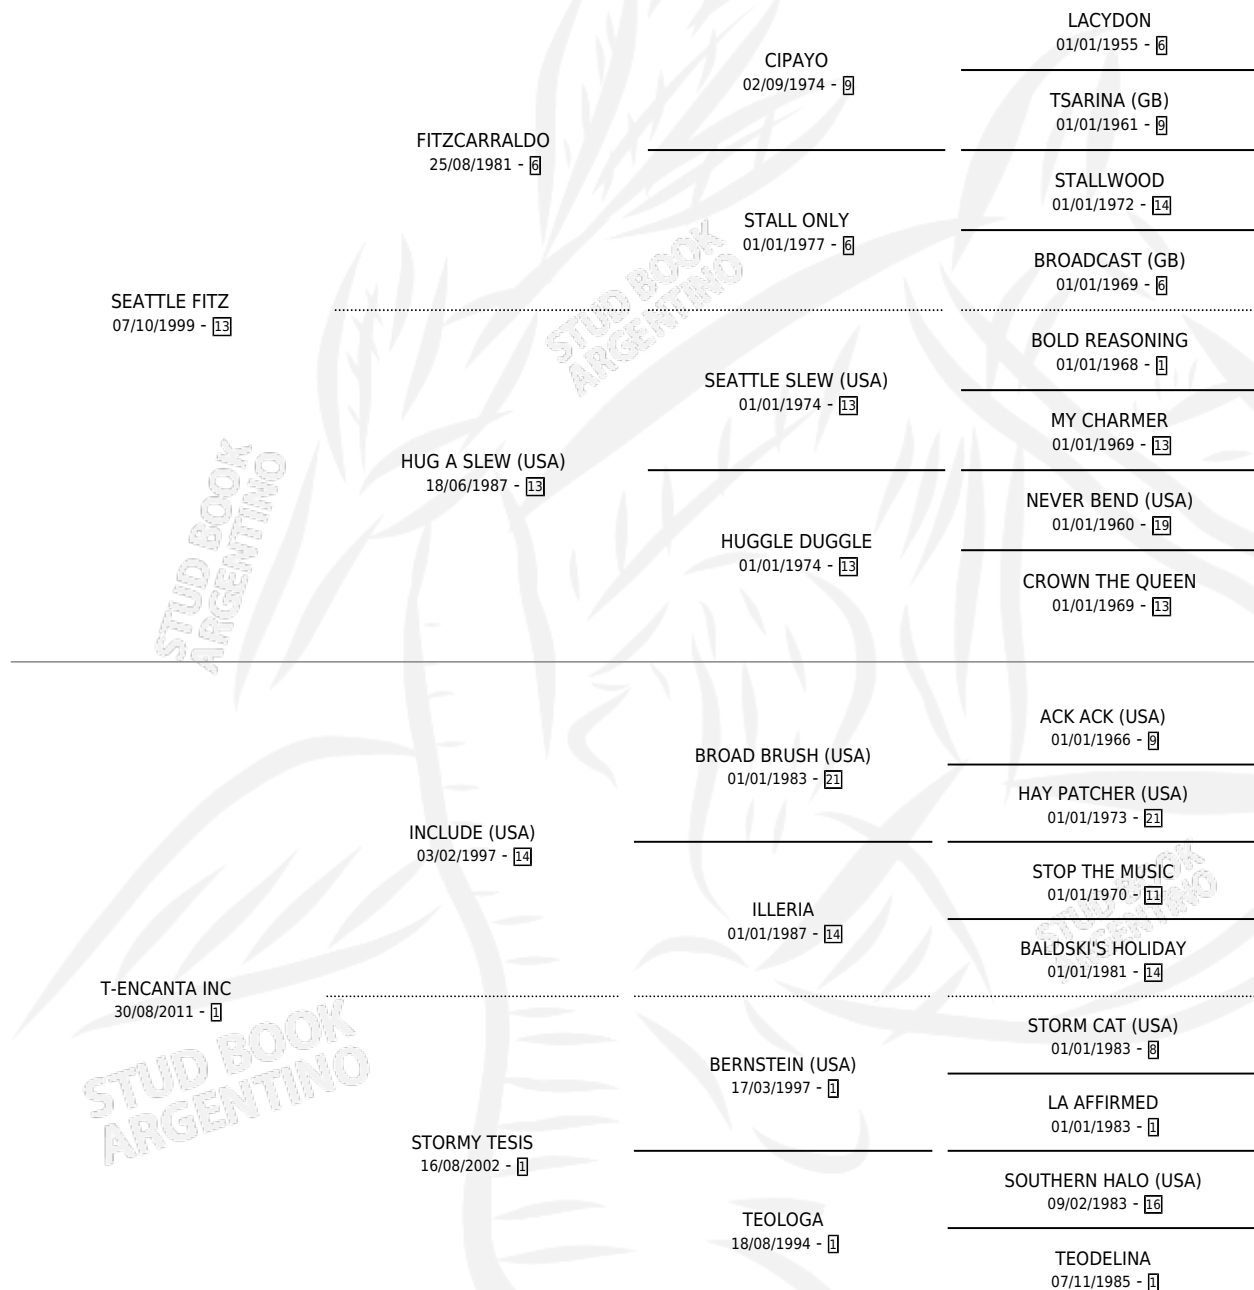 LACYDON
01/01/1955 - 6
CIPAYO
02/09/1974 - 9
TSARINA (GB)
01/01/1961 - 9
FITZCARRALDO
25/08/1981 - 6
STALLWOOD
01/01/1972 - 14
STALL ONLY
01/01/1977 - 6
BROADCAST (GB)
01/01/1969 - 6
SEATTLE FITZ
07/10/1999 - 13
BOLD REASONING
01/01/1968 - 1
SEATTLE SLEW (USA)
01/01/1974 - 13
MY CHARMER
01/01/1969 - 13
HUG A SLEW (USA)
18/06/1987 - 13
NEVER BEND (USA)
01/01/1960 - 19
HUGGLE DUGGLE
01/01/1974 - 13
CROWN THE QUEEN
01/01/1969 - 13
ACK ACK (USA)
01/01/1966 - 9
BROAD BRUSH (USA)
01/01/1983 - 21
HAY PATCHER (USA)
01/01/1973 - 21
INCLUDE (USA)
03/02/1997 - 14
STOP THE MUSIC
01/01/1970 - 11
ILLERIA
01/01/1987 - 14
BALDSKI'S HOLIDAY
01/01/1981 - 14
T-ENCANTA INC
30/08/2011 - 1
STORM CAT (USA)
01/01/1983 - 8
BERNSTEIN (USA)
17/03/1997 - 1
LA AFFIRMED
01/01/1983 - 1
STORMY TESIS
16/08/2002 - 1
SOUTHERN HALO (USA)
09/02/1983 - 16
TEOLOGA
18/08/1994 - 1
TEODELINA
07/11/1985 - 1
STUD BOOK
ARGENTINO
STUD BOOK
ARGENTINO
STUD BOOK
ARGENTINO
STUD BOOK
ARGENTINO